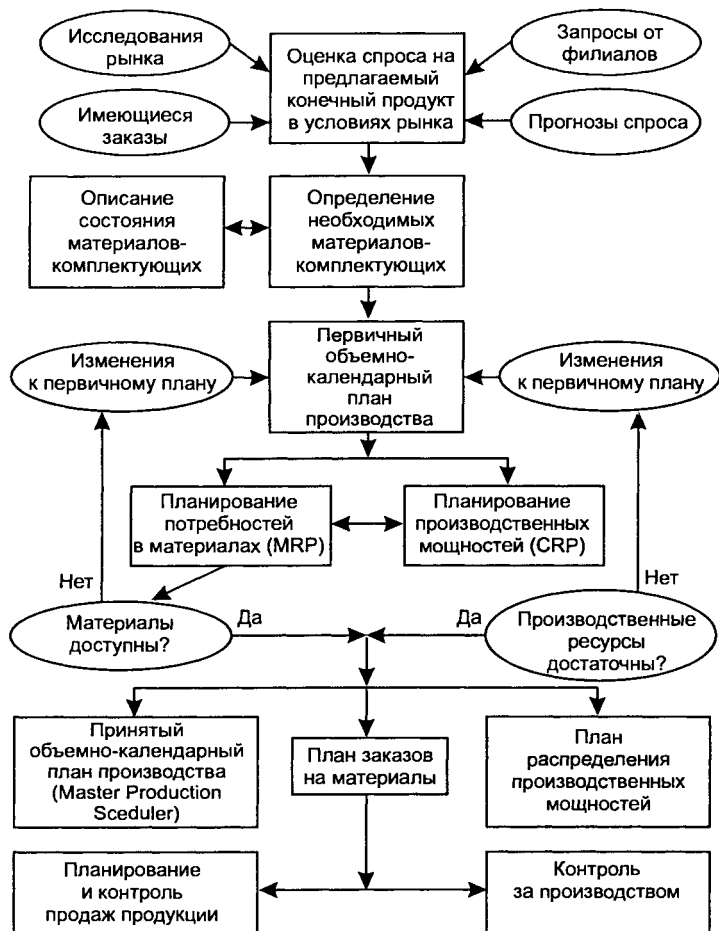 Исследования
рынка
Оценка спроса на
предлагаемый
конечный продукт
в условиях рынка
Запросы от
филиалов
Имеющиеся
заказы
Прогнозы спроса
Описание
состояния
материалов-
комплектующих
Определение
необходимых
материалов-
комплектующих
Изменения
к первичному плану
Первичный
объемно-
календарный
план
производства
Изменения
к первичному плану
Планирование
потребностей
в материалах (MRP)
Планирование
производственных
мощностей (CRP)
Нет
Нет
Материалы
доступны?
Да
Да
Производственные
ресурсы
достаточны?
Принятый
объемно-календарный
план производства
(Master Production
Sceduler)
План заказов
на материалы
План
распределения
производственных
мощностей
Планирование
и контроль
продаж продукции
Контроль
за производством